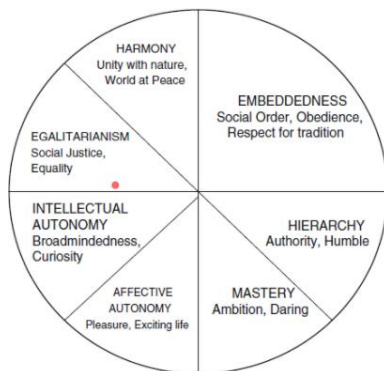 HARMONY
Unity with nature,
World at Peace
EMBEDDEDNESS
Social Order, Obedience,
Respect for tradition
EGALITARIANISM
Social Justice,
Equality
INTELLECTUAL
AUTONOMY
Broadmindedness,
Curiosity
HIERARCHY
Authority, Humble
AFFECTIVE
AUTONOMY
Pleasure, Exciting life
MASTERY
Ambition, Daring